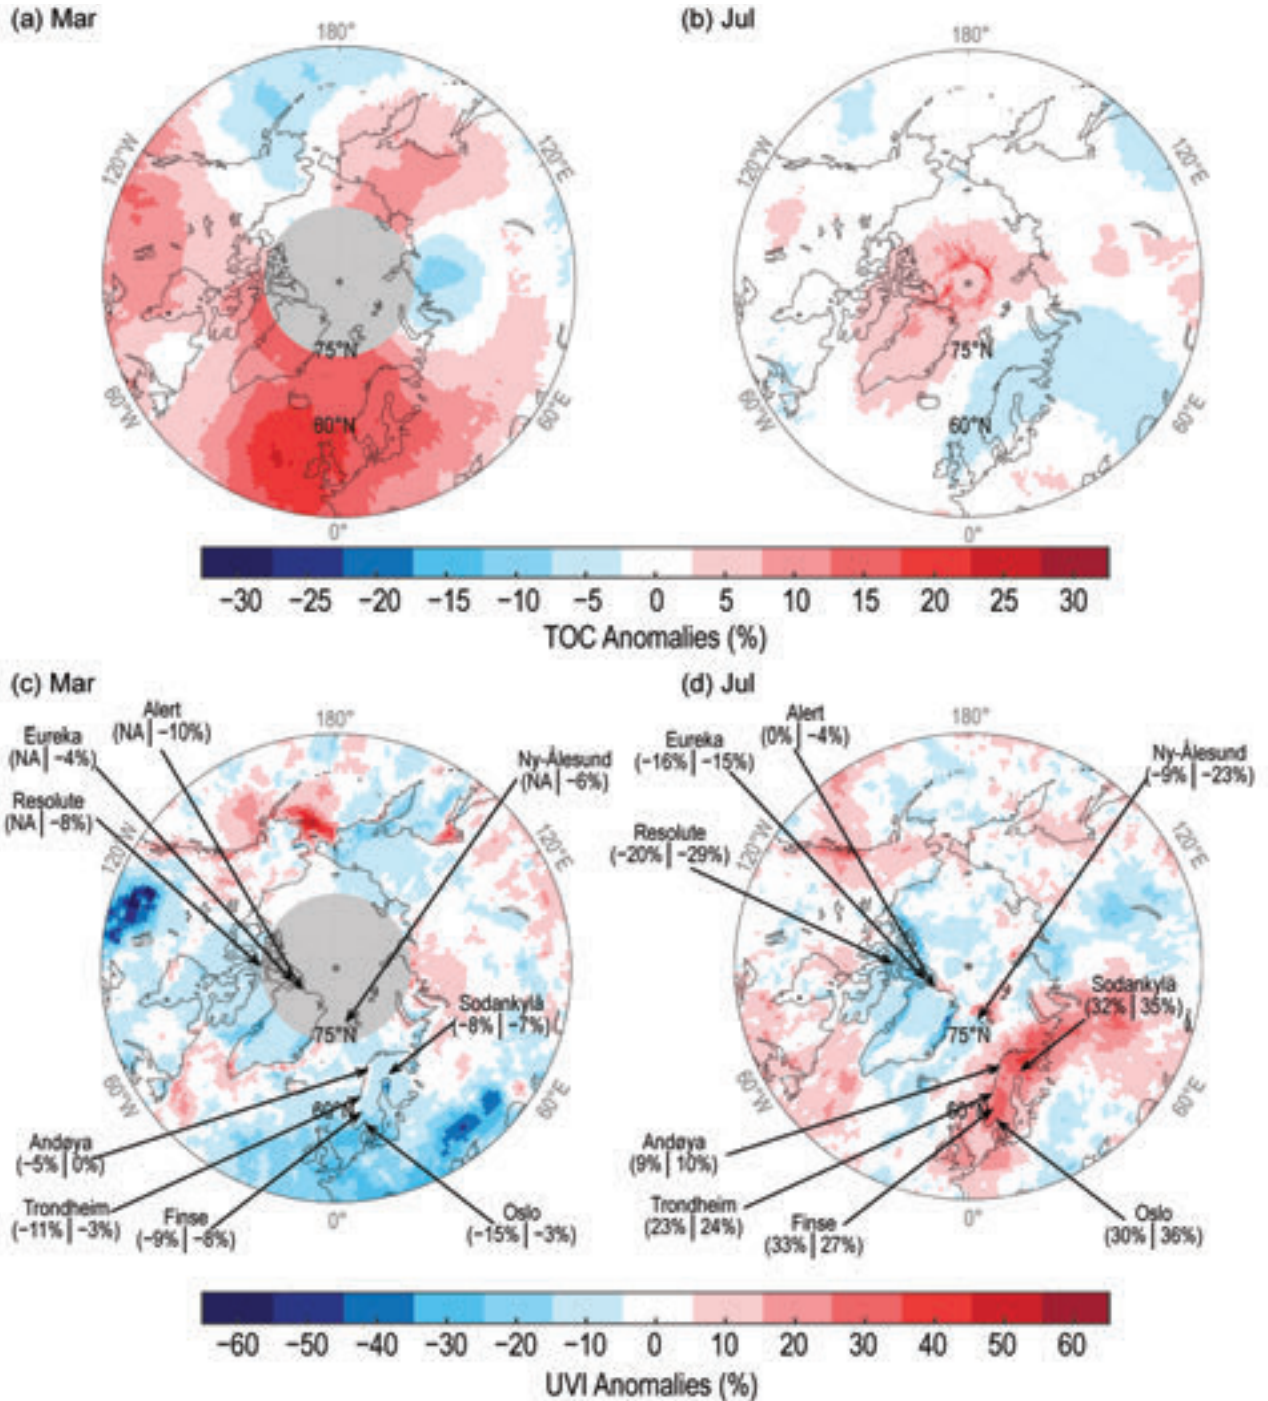 (a) Mar
(b) Jul
180°
180°
120°W
120°E
120°W
120°E
75°N
75°N
60°N
60°N
60°W
60°E
60°W
60°E
0°
0°
−30 −25 −20 −15 −10 −5 0 5 10 15 20 25 30
TOC Anomalies (%)
(c) Mar
(d) Jul
Alert
(NA | −10%)
Eureka
(NA | −4%)
180°
Ny-Ålesund
(NA | −6%)
Resolute
(NA | −8%)
120°W
120°E
75°N
Sodankylä
(−8% | −7%)
60°N
60°W
60°E
Andøya
(−5% | 0%)
Trondheim
(−11% | −3%)
Finse
(−9% | −8%)
0°
Oslo
(−15% | −3%)
Alert
(0% | −4%)
Eureka
(−16% | −15%)
180°
Ny-Ålesund
(−9% | −23%)
Resolute
(−20% | −29%)
120°W
120°E
75°N
Sodankylä
(32% | 35%)
60°N
60°W
60°E
Andøya
(9% | 10%)
Trondheim
(23% | 24%)
Finse
(33% | 27%)
0°
Oslo
(30% | 36%)
−60 −50 −40 −30 −20 −10 0 10 20 30 40 50 60
UVI Anomalies (%)